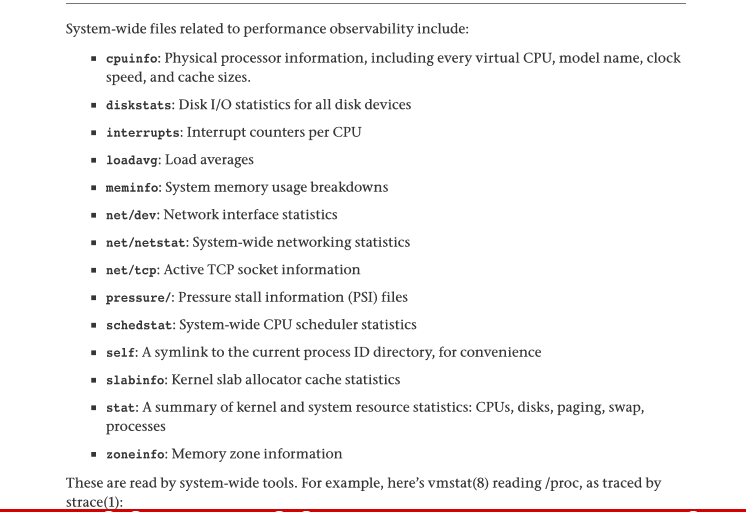 System-wide files related to performance observability include:
▪ cpuinfo: Physical processor information, including every virtual CPU, model name, clock
speed, and cache sizes.
▪ diskstats: Disk I/O statistics for all disk devices
▪ interrupts: Interrupt counters per CPU
▪ loadavg: Load averages
▪ meminfo: System memory usage breakdowns
▪ net/dev: Network interface statistics
▪ net/netstat: System-wide networking statistics
▪ net/tcp: Active TCP socket information
▪ pressure/: Pressure stall information (PSI) files
▪ schedstat: System-wide CPU scheduler statistics
▪ self: A symlink to the current process ID directory, for convenience
▪ slabinfo: Kernel slab allocator cache statistics
▪ stat: A summary of kernel and system resource statistics: CPUs, disks, paging, swap,
processes
▪ zoneinfo: Memory zone information
These are read by system-wide tools. For example, here's vmstat(8) reading /proc, as traced by
strace(1):